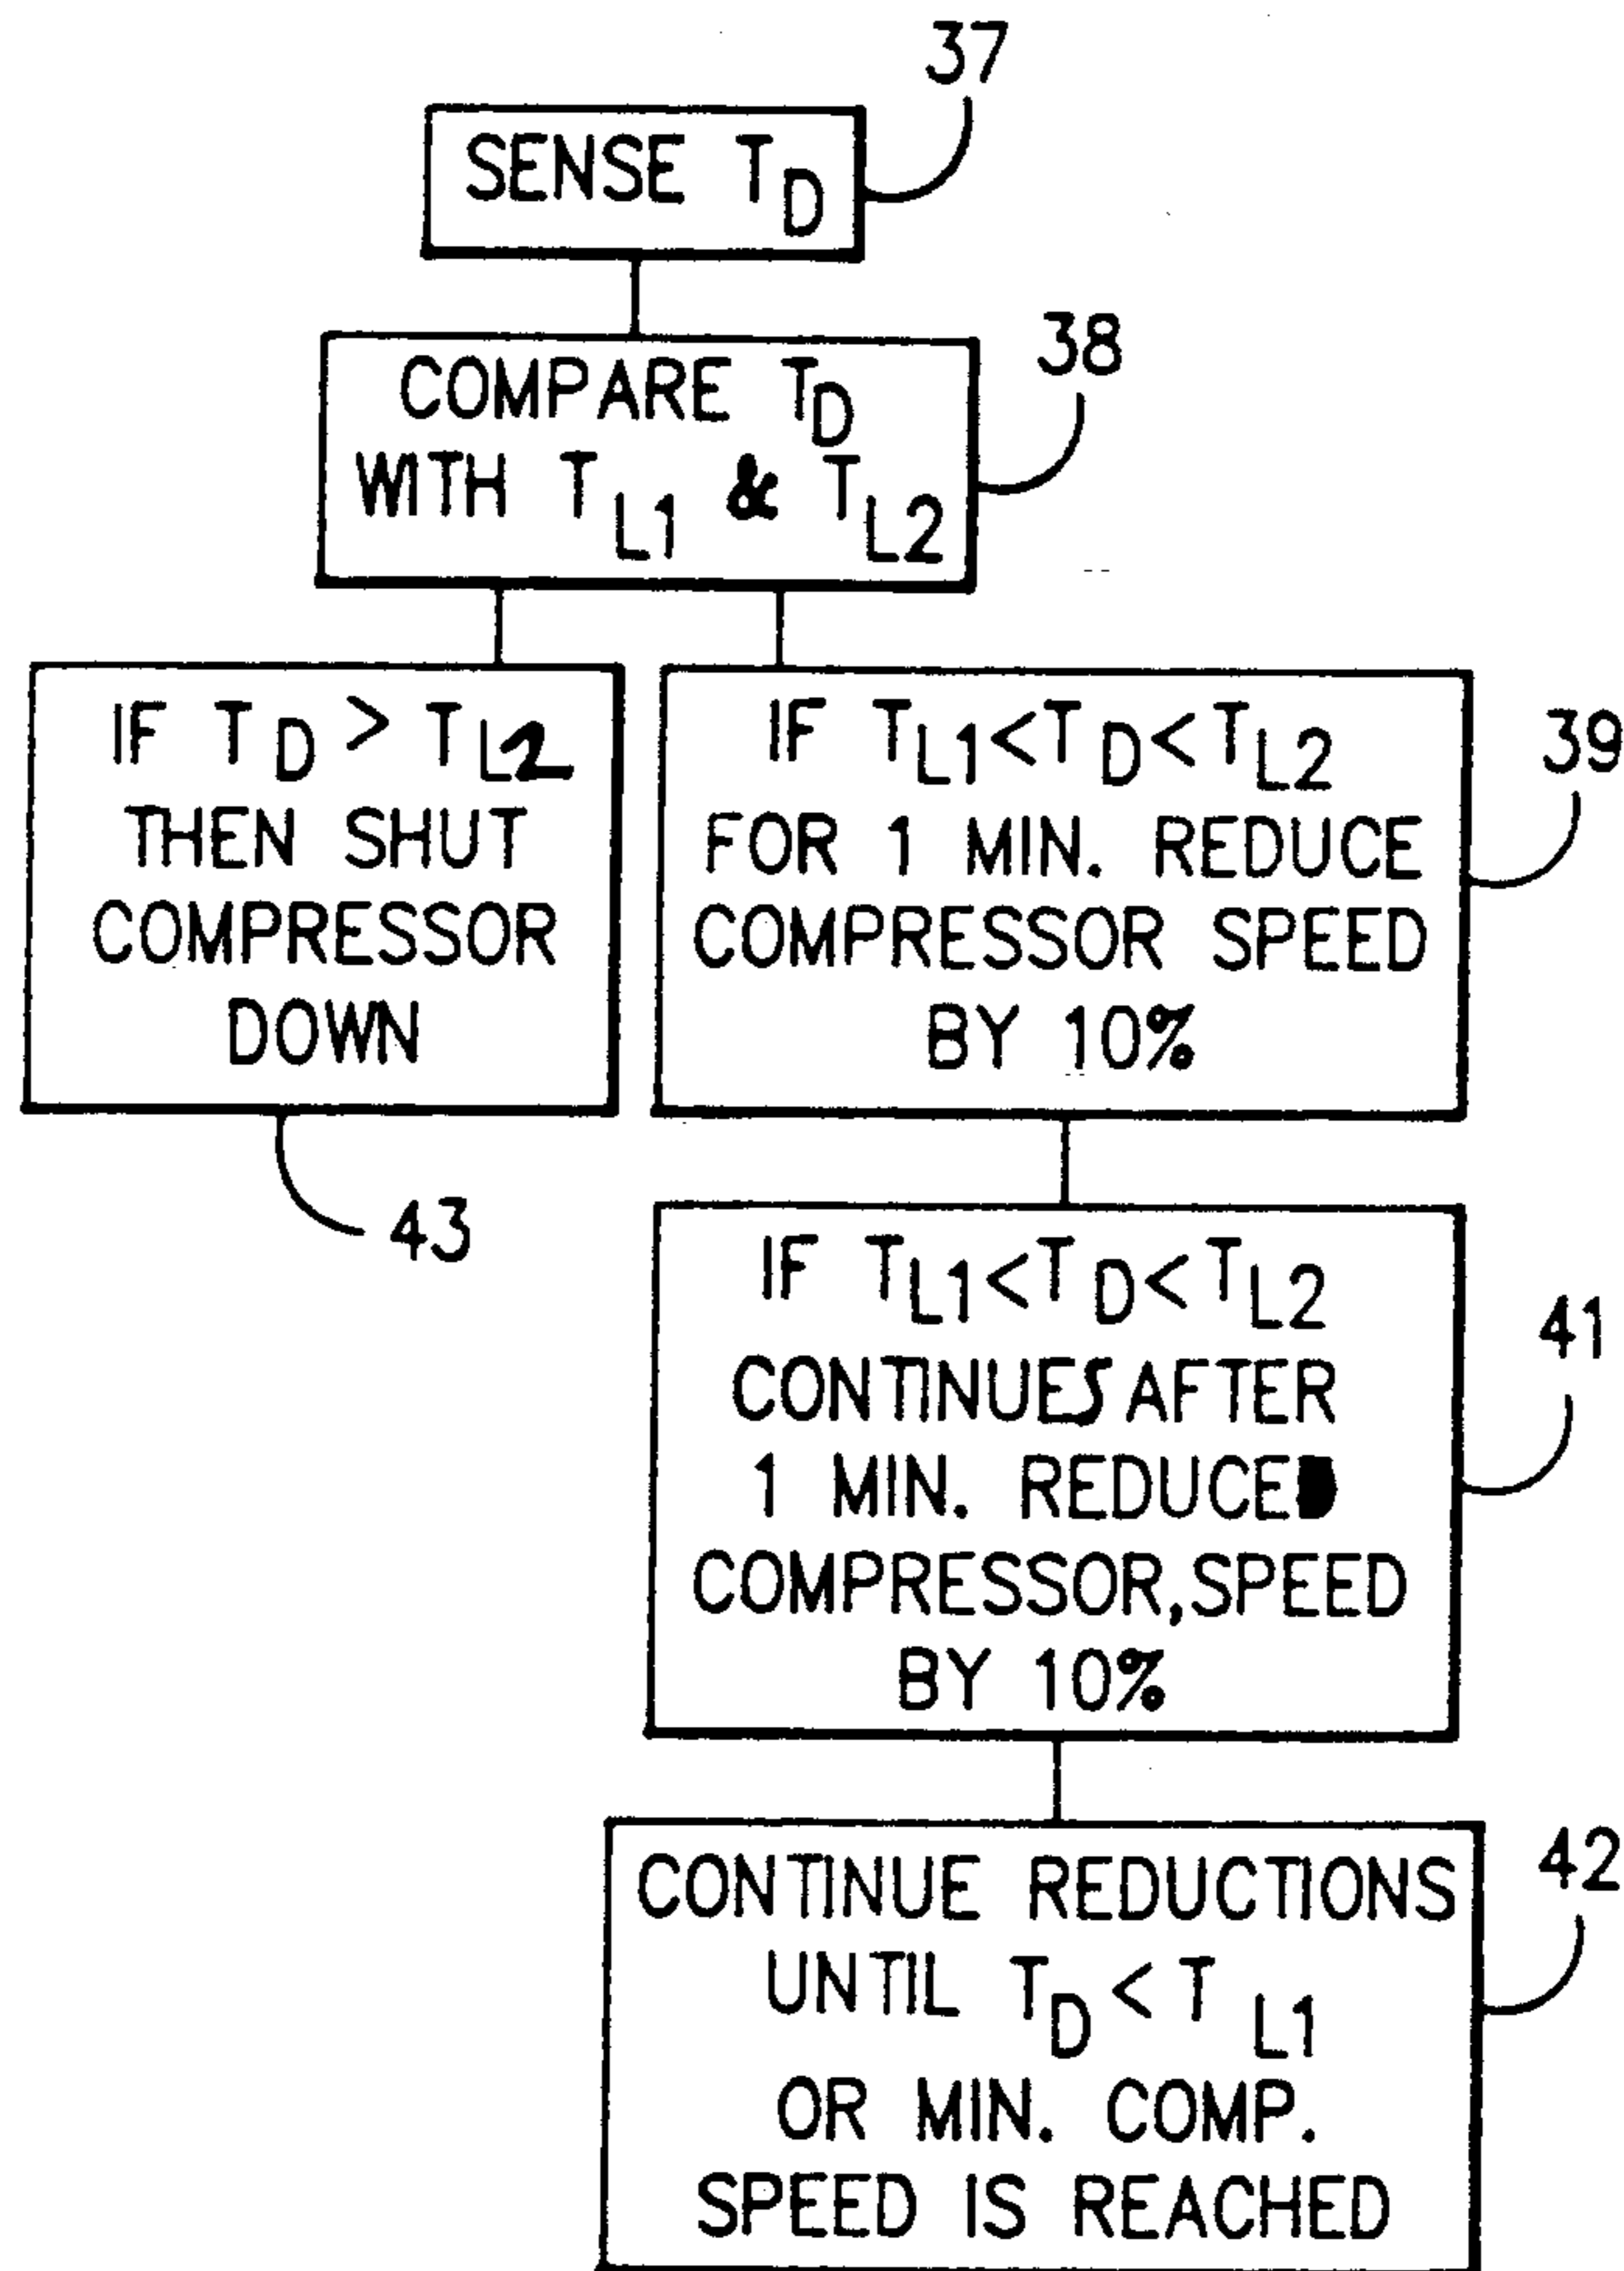 37
SENSE TD
38
COMPARE TD
WITH TL1 & TL2
IF TD > TL2
THEN SHUT
COMPRESSOR
DOWN
43
39
IF TL1<TD<TL2
FOR 1 MIN. REDUCE
COMPRESSOR SPEED
BY 10%
41
IF TL1<TD<TL2
CONTINUES AFTER
1 MIN. REDUCED
COMPRESSOR,SPEED
BY 10%
42
CONTINUE REDUCTIONS
UNTIL TD < T L1
OR MIN. COMP.
SPEED IS REACHED